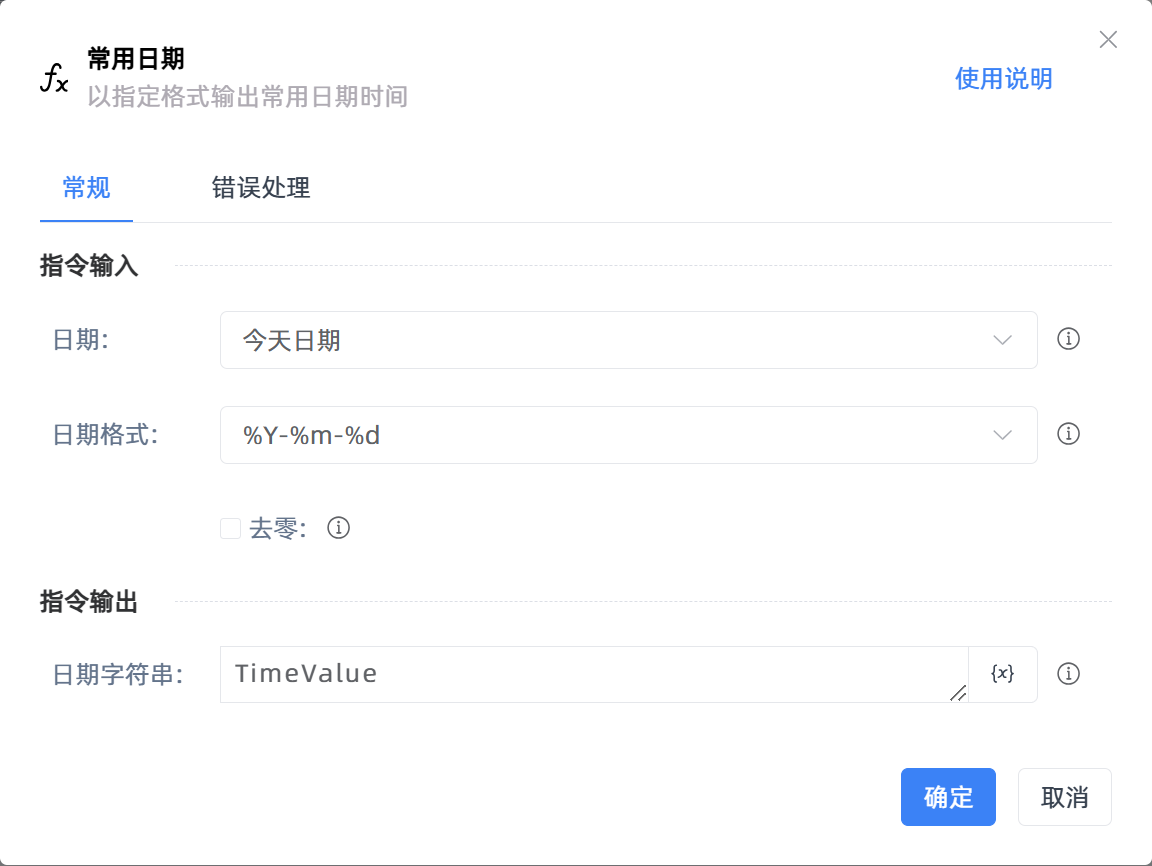 常用日期
以指定格式输出常用日期时间
使用说明
常规
错误处理
指令输入
日期:
今天日期
日期格式:
%Y-%m-%d
去零:
指令输出
日期字符串:
TimeValue
{x}
确定
取消